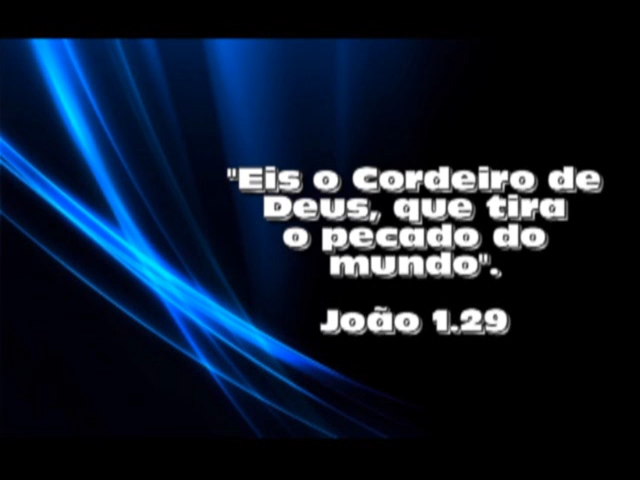 "Eis o Cordeiro de
Deus, que tira
o pecado do
mundo".
João 1.29